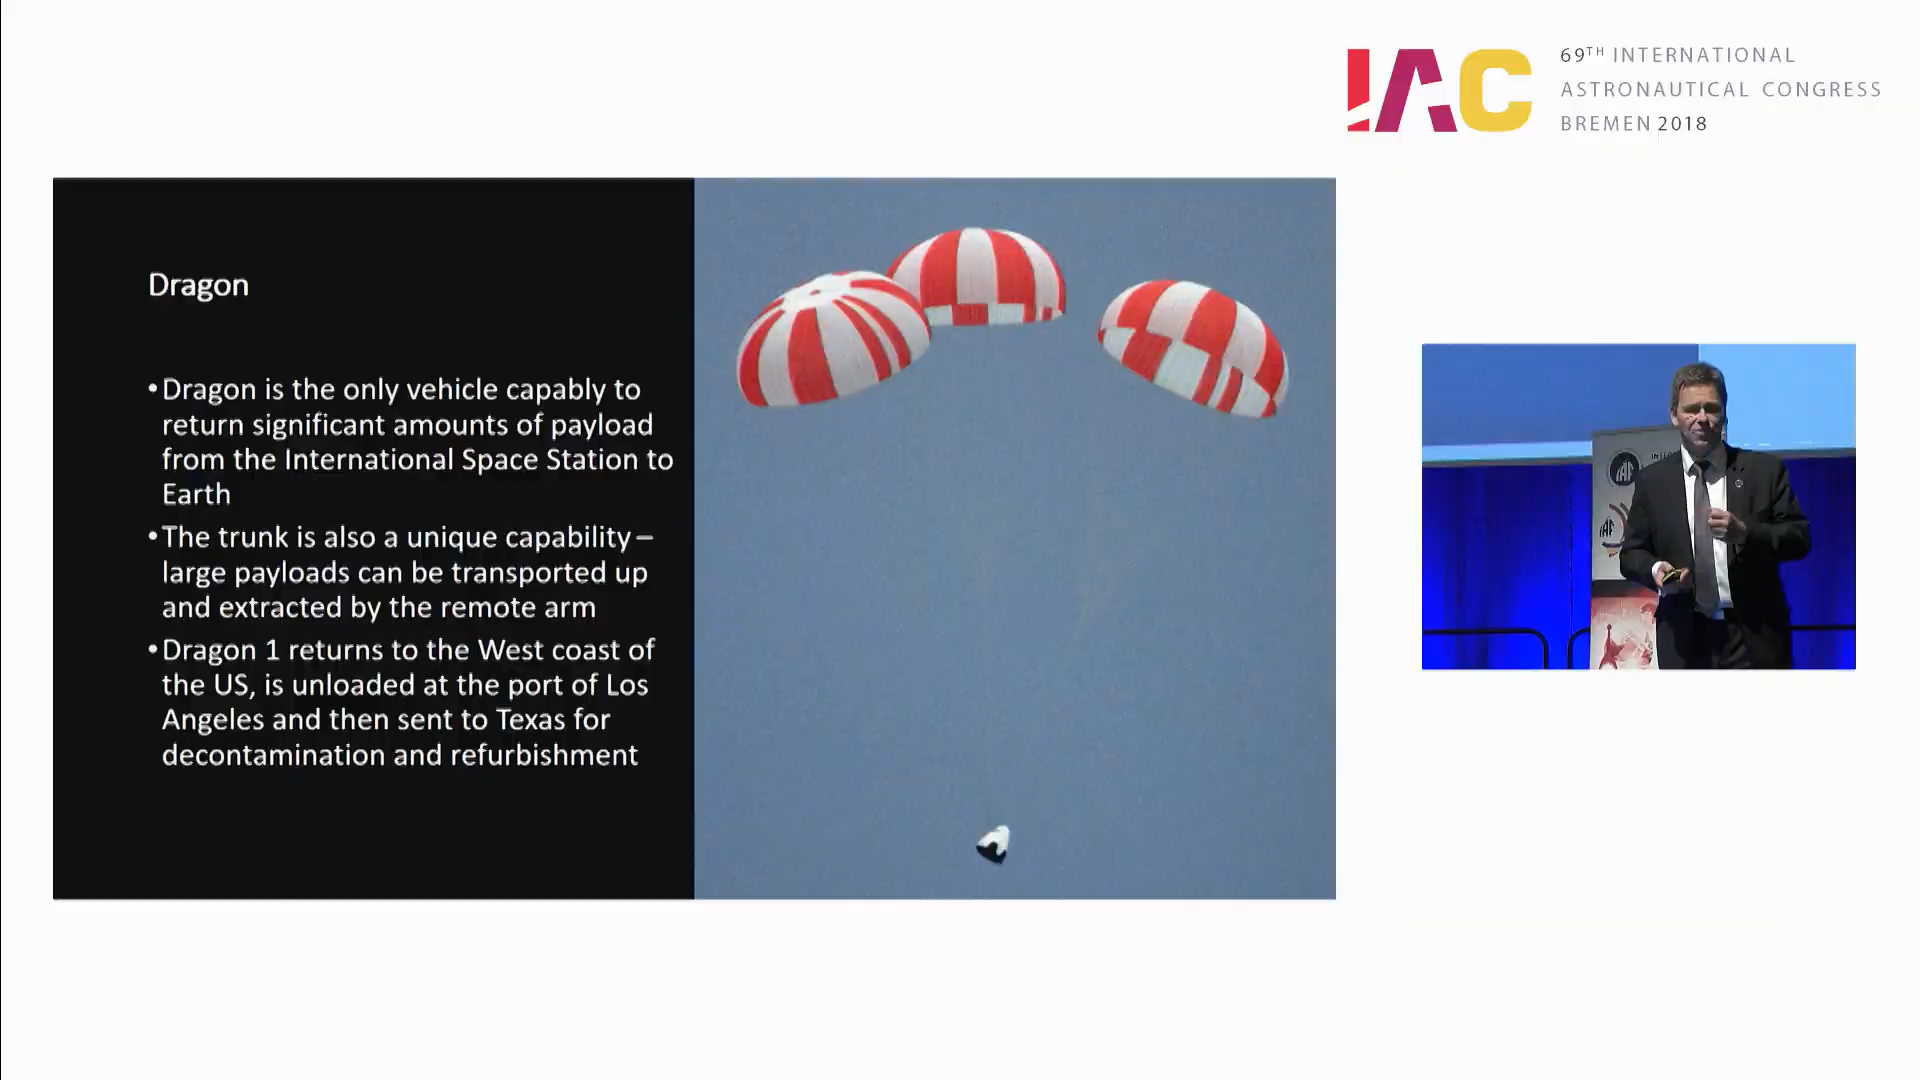 IAC
69TH INTERNATIONAL
ASTRONAUTICAL CONGRESS
BREMEN 2018
Dragon
•Dragon is the only vehicle capably to
return significant amounts of payload
from the International Space Station to
Earth
•The trunk is also a unique capability –
large payloads can be transported up
and extracted by the remote arm
•Dragon 1 returns to the West coast of
the US, is unloaded at the port of Los
Angeles and then sent to Texas for
decontamination and refurbishment
IAF
IAF